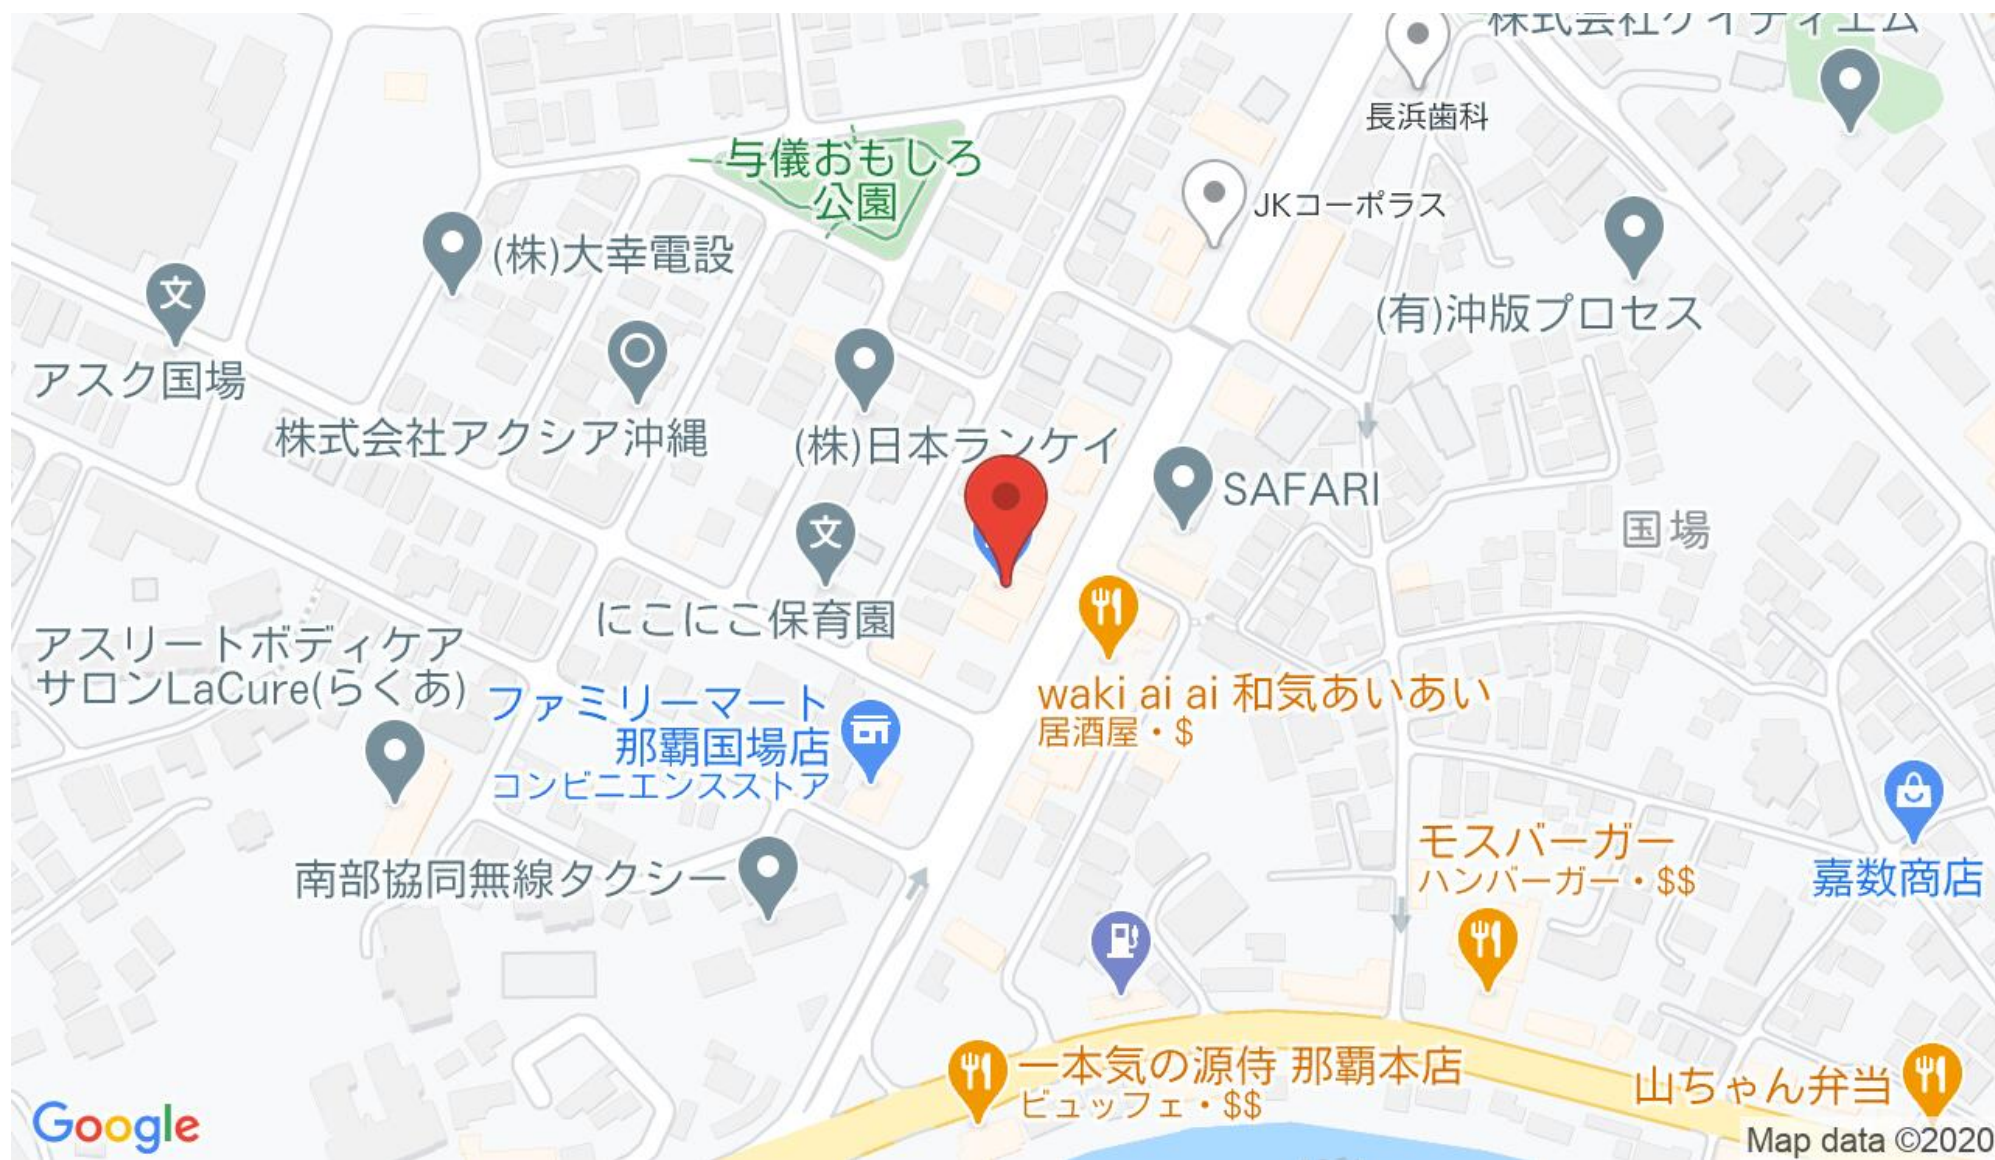 株式会社ケイディエム
長浜歯科
与儀おもしろ
公園
JKコーポラス
(株)大幸電設
文
(有)沖版プロセス
アスク国場
株式会社アクシア沖縄
(株)日本ランケイ
SAFARI
国場
文
にこにこ保育園
アスリートボディケア
サロンLaCure(らくあ)
ファミリーマート
那覇国場店
コンビニエンスストア
waki ai ai 和気あいあい
居酒屋・$
モスバーガー
ハンバーガー・$$
嘉数商店
南部協同無線タクシー
一本気の源侍 那覇本店
ビュッフェ・$$
山ちゃん弁当
Google
Map data ©2020